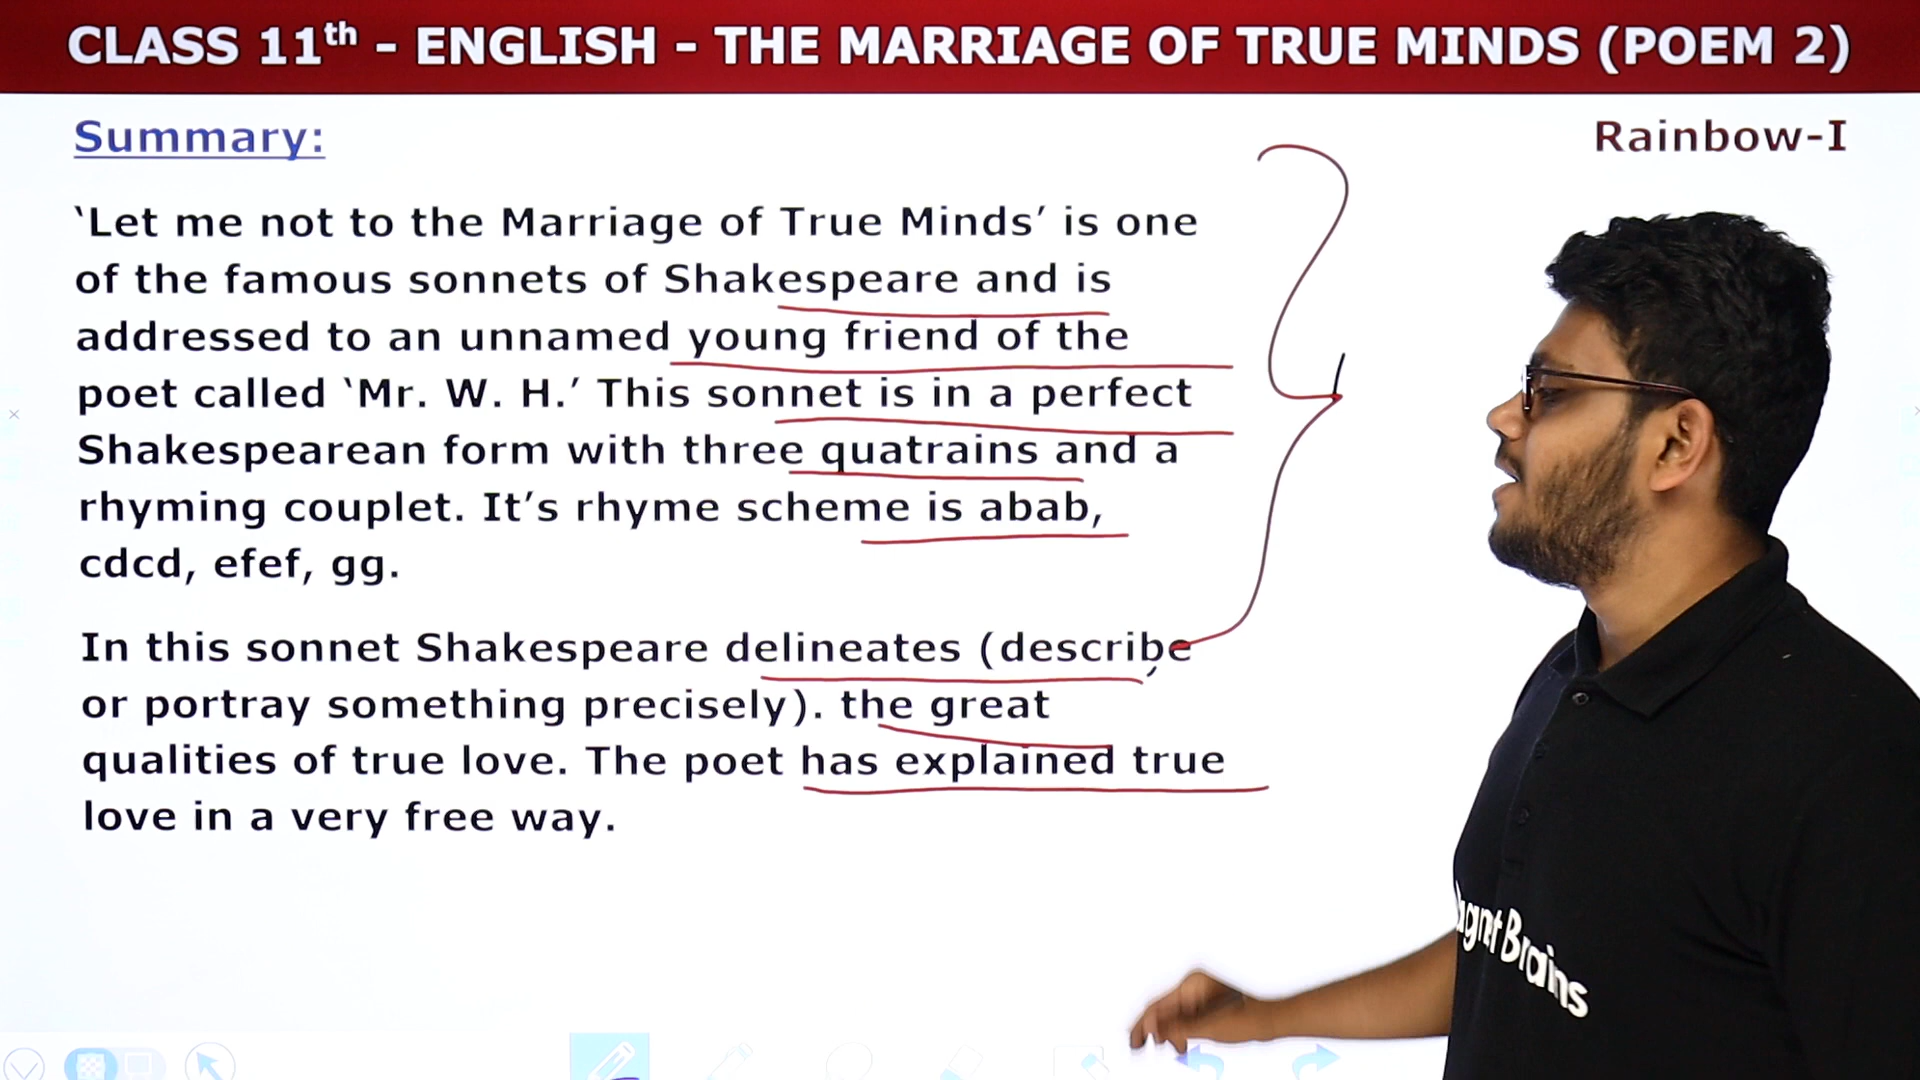 CLASS 11th - ENGLISH - THE MARRIAGE OF TRUE MINDS (POEM 2)
Summary:
Rainbow-I
‘Let me not to the Marriage of True Minds’ is one
of the famous sonnets of Shakespeare and is
addressed to an unnamed young friend of the
poet called ‘Mr. W. H.’ This sonnet is in a perfect
Shakespearean form with three quatrains and a
rhyming couplet. It’s rhyme scheme is abab,
cdcd, efef, gg.
In this sonnet Shakespeare delineates (describe
or portray something precisely). the great
qualities of true love. The poet has explained true
love in a very free way.
agnet Brains